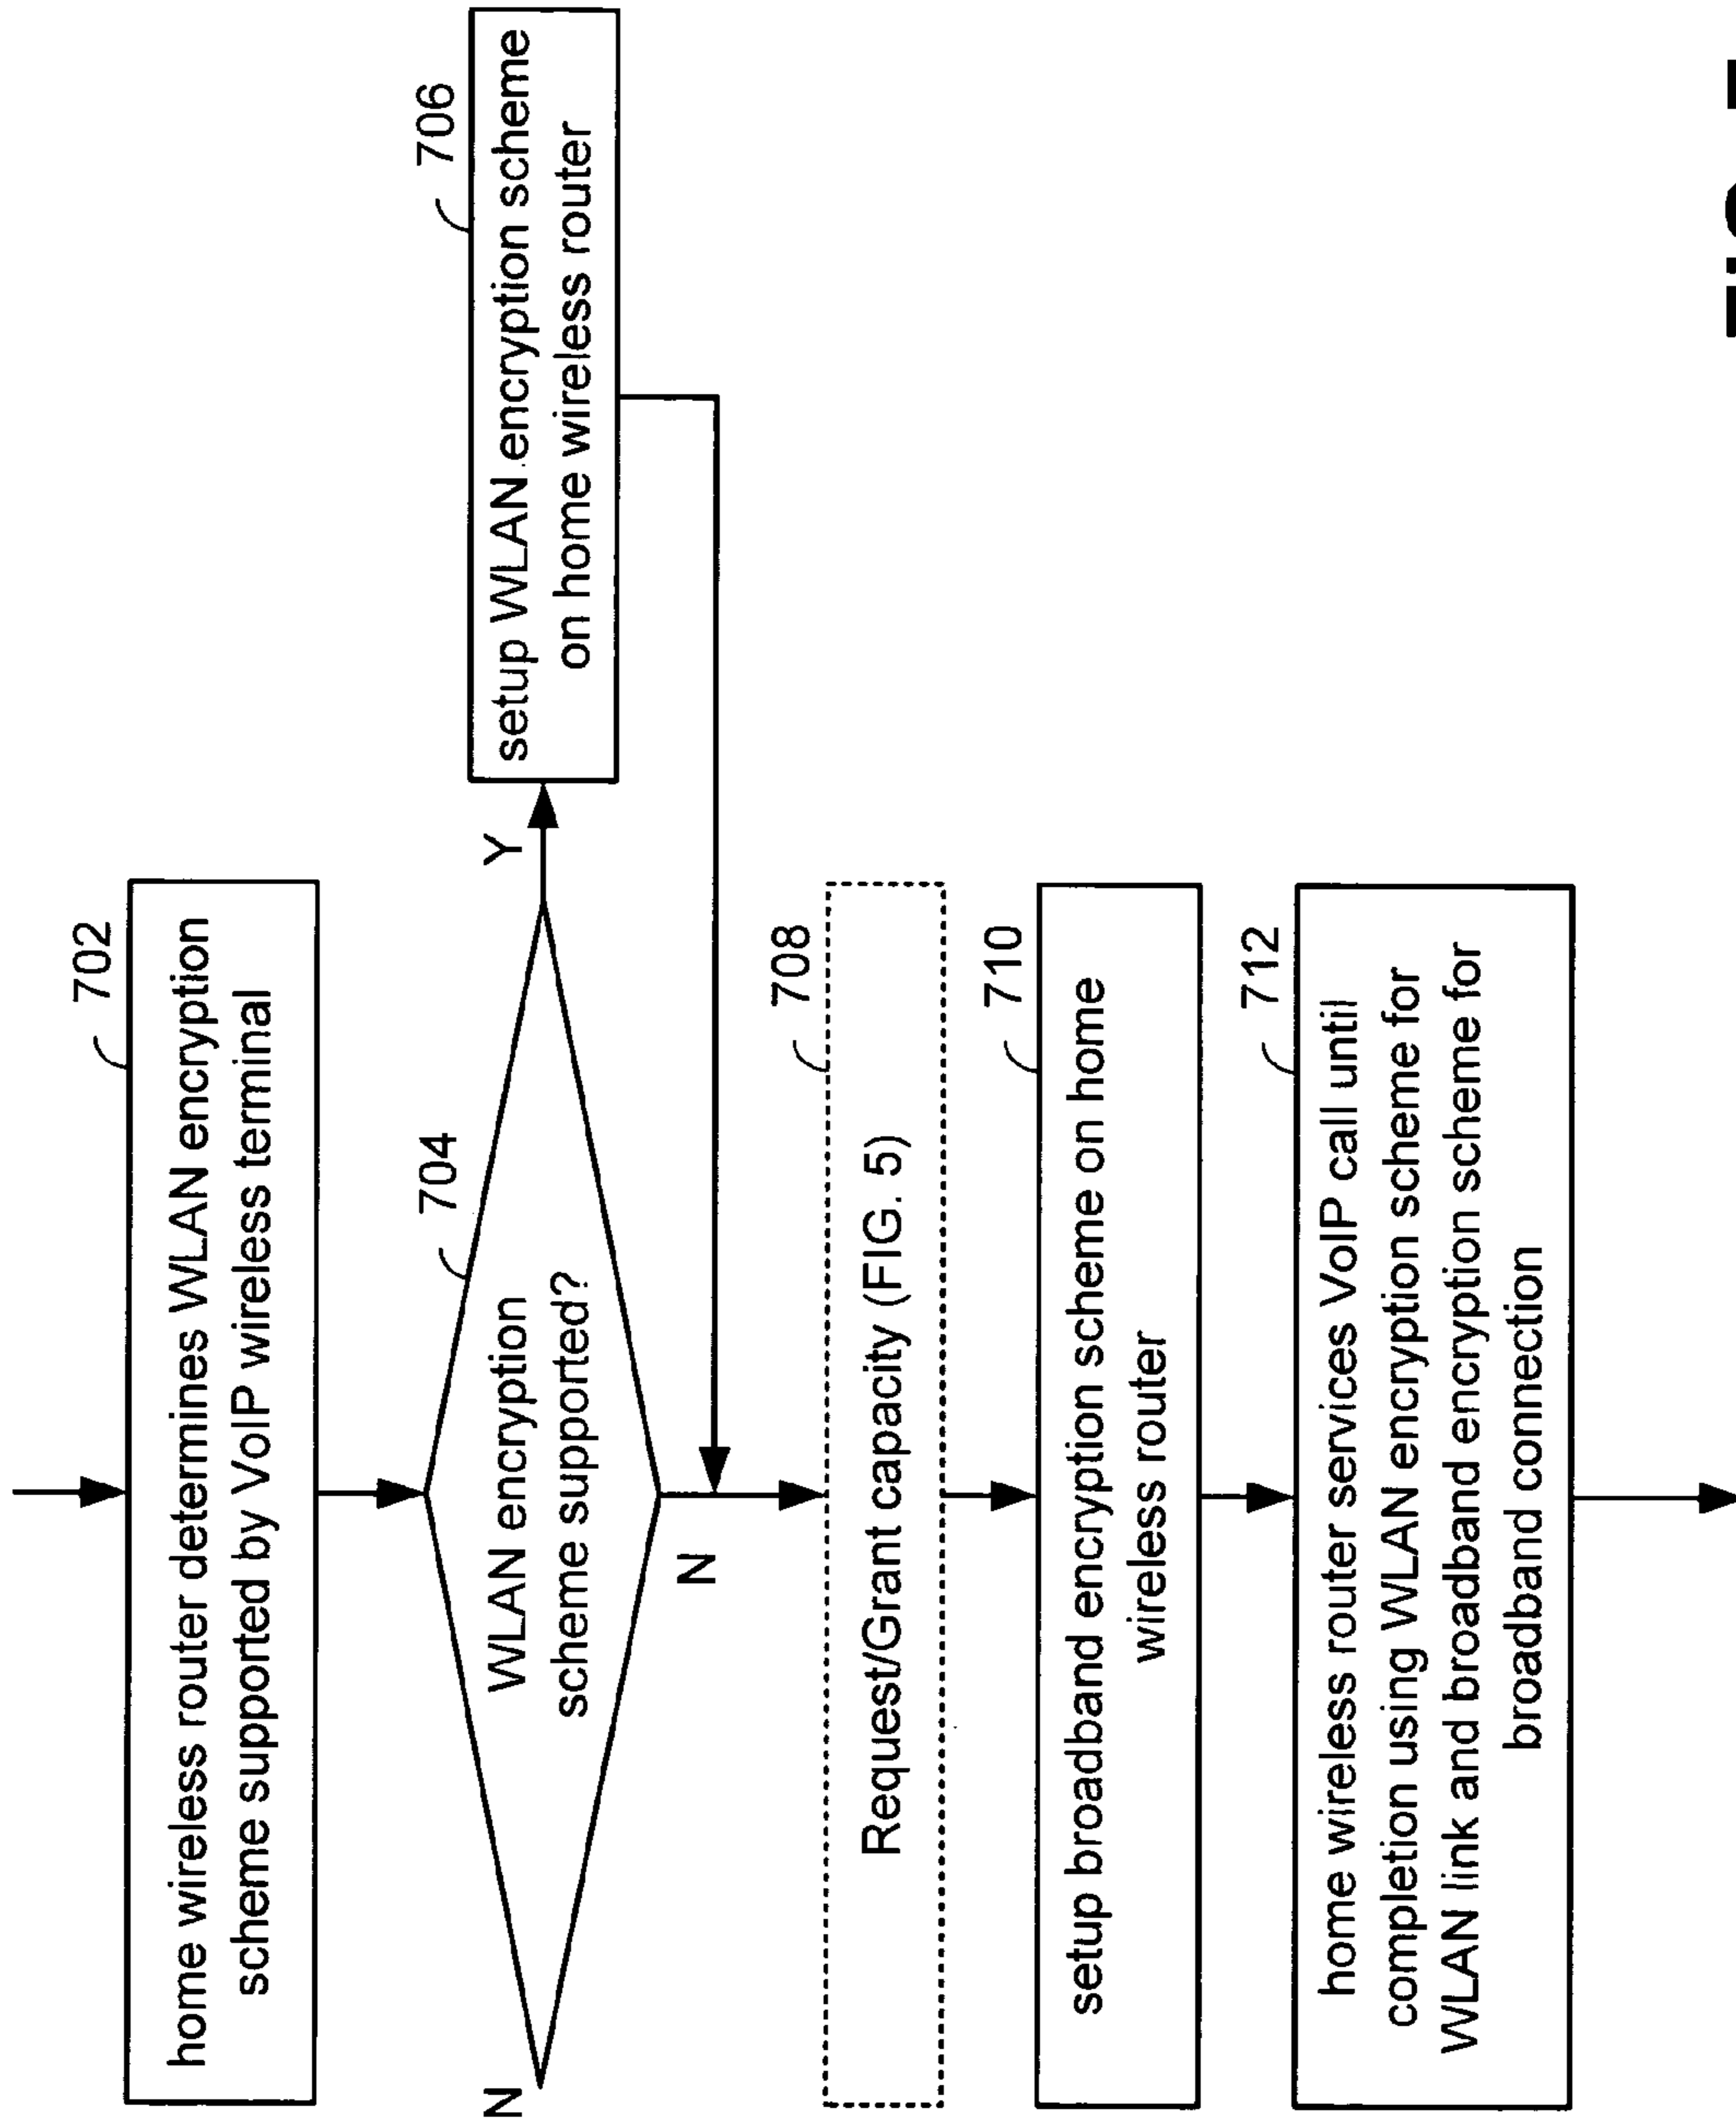 702
home wireless router determines WLAN encryption
scheme supported by VoIP wireless terminal
704
WLAN encryption
scheme supported?
N
Y
N
706
setup WLAN encryption scheme
on home wireless router
708
Request/Grant capacity (FIG. 5)
710
setup broadband encryption scheme on home
wireless router
712
home wireless router services VoIP call until
completion using WLAN encryption scheme for
WLAN link and broadband encryption scheme for
broadband connection